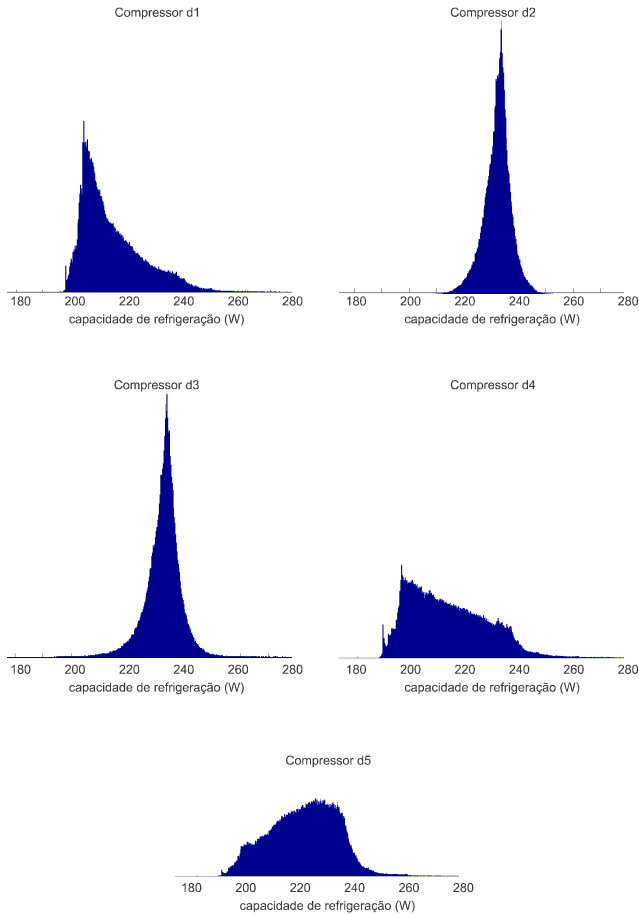 Compressor d1
Compressor d2
180 200 220 240 260 280
capacidade de refrigeração (W)
180 200 220 240 260 280
capacidade de refrigeração (W)
Compressor d3
Compressor d4
180 200 220 240 260 280
capacidade de refrigeração (W)
180 200 220 240 260 280
capacidade de refrigeração (W)
Compressor d5
180 200 220 240 260 280
capacidade de refrigeração (W)